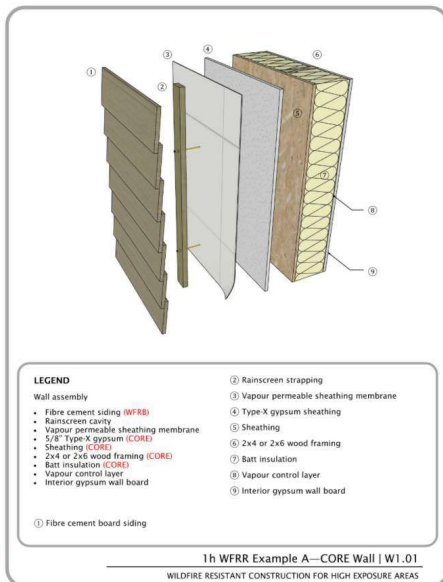 ①
②
③
④
⑤
⑥
⑦
⑧
⑨
LEGEND
Wall assembly
• Fibre cement siding (WFRB)
• Rainscreen cavity
• Vapour permeable sheathing membrane
• 5/8" Type-X gypsum (CORE)
• Sheathing (CORE)
• 2x4 or 2x6 wood framing (CORE)
• Batt insulation (CORE)
• Vapour control layer
• Interior gypsum wall board
① Fibre cement board siding
② Rainscreen strapping
③ Vapour permeable sheathing membrane
④ Type-X gypsum sheathing
⑤ Sheathing
⑥ 2x4 or 2x6 wood framing
⑦ Batt insulation
⑧ Vapour control layer
⑨ Interior gypsum wall board
1h WFRR Example A—CORE Wall | W1.01
WILDFIRE RESISTANT CONSTRUCTION FOR HIGH EXPOSURE AREAS